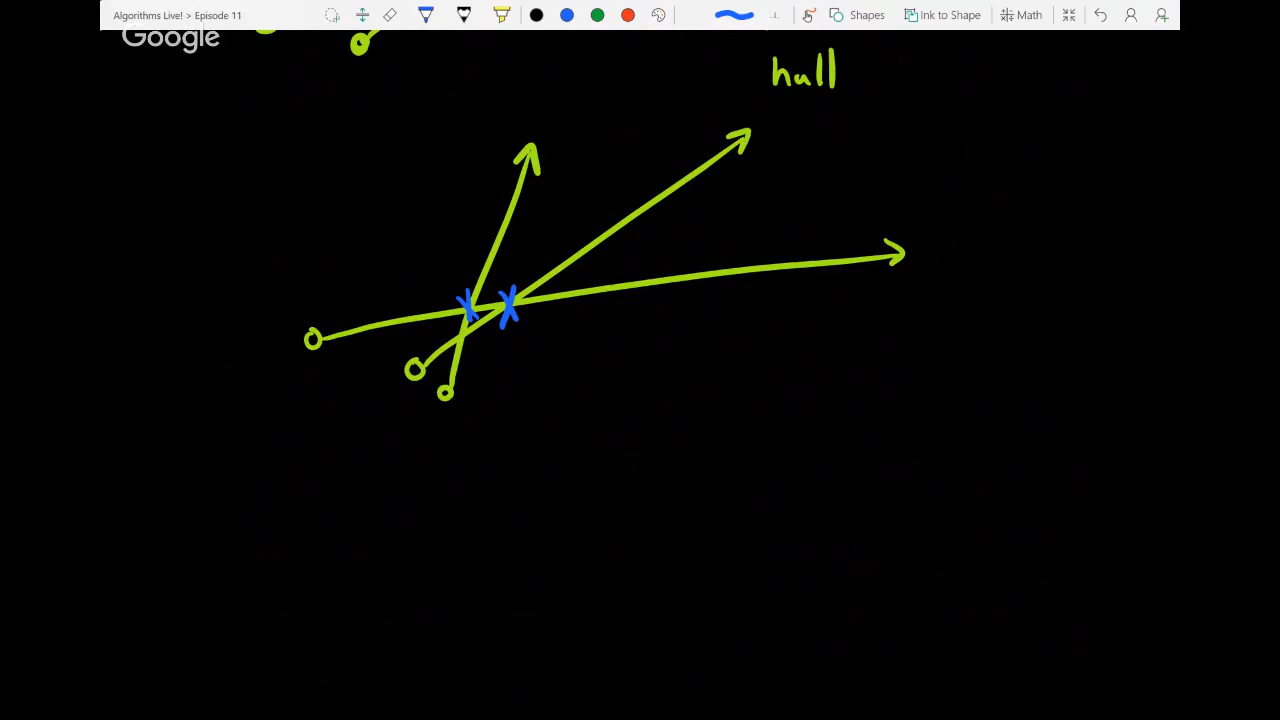 Algorithms Live! > Episode 11
Shapes
Ink to Shape
Math
Google
hull